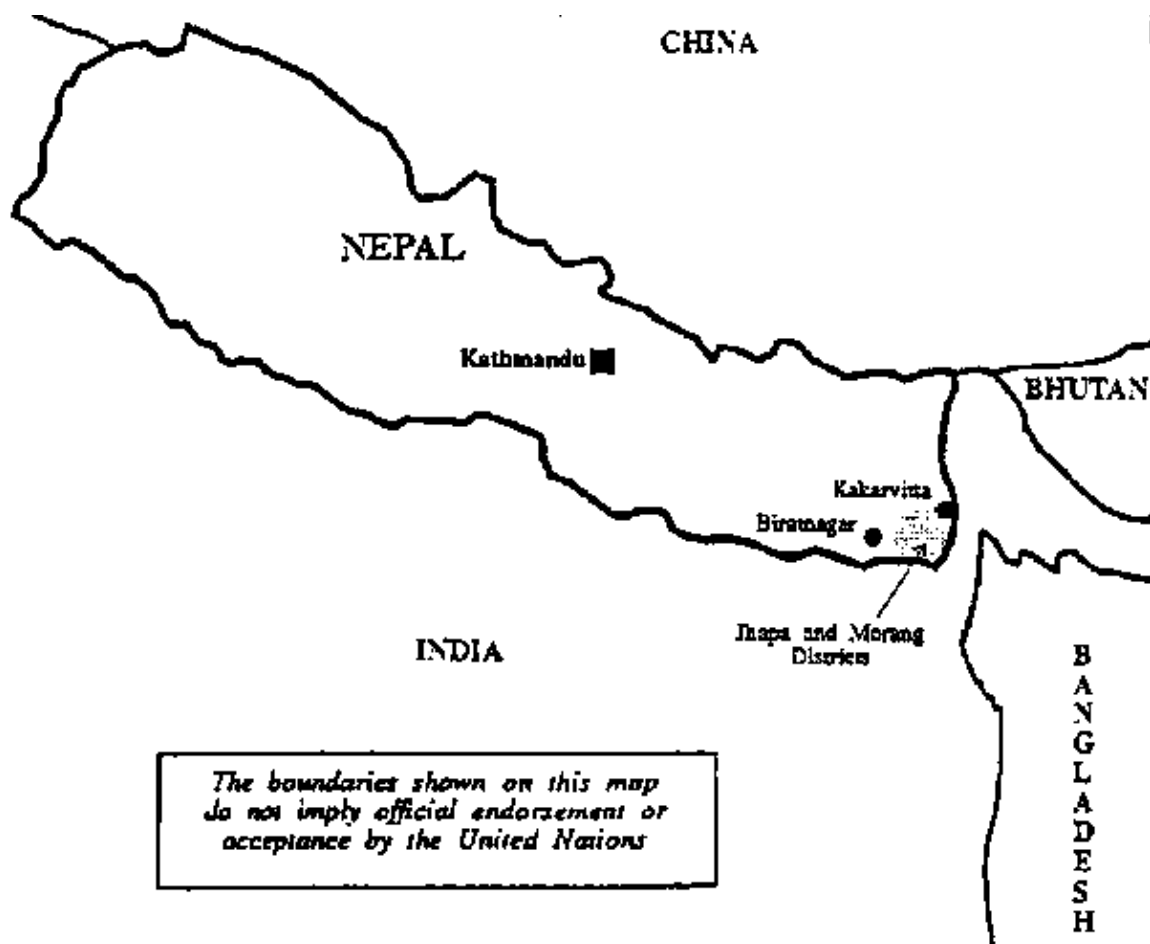 CHINA
NEPAL
Kathmandu
BHUTAN
Kakarvitta
Biratnagar
Jhapa and Morang
Districts
INDIA
BANGLADESH
The boundaries shown on this map
do not imply official endorsement or
acceptance by the United Nations